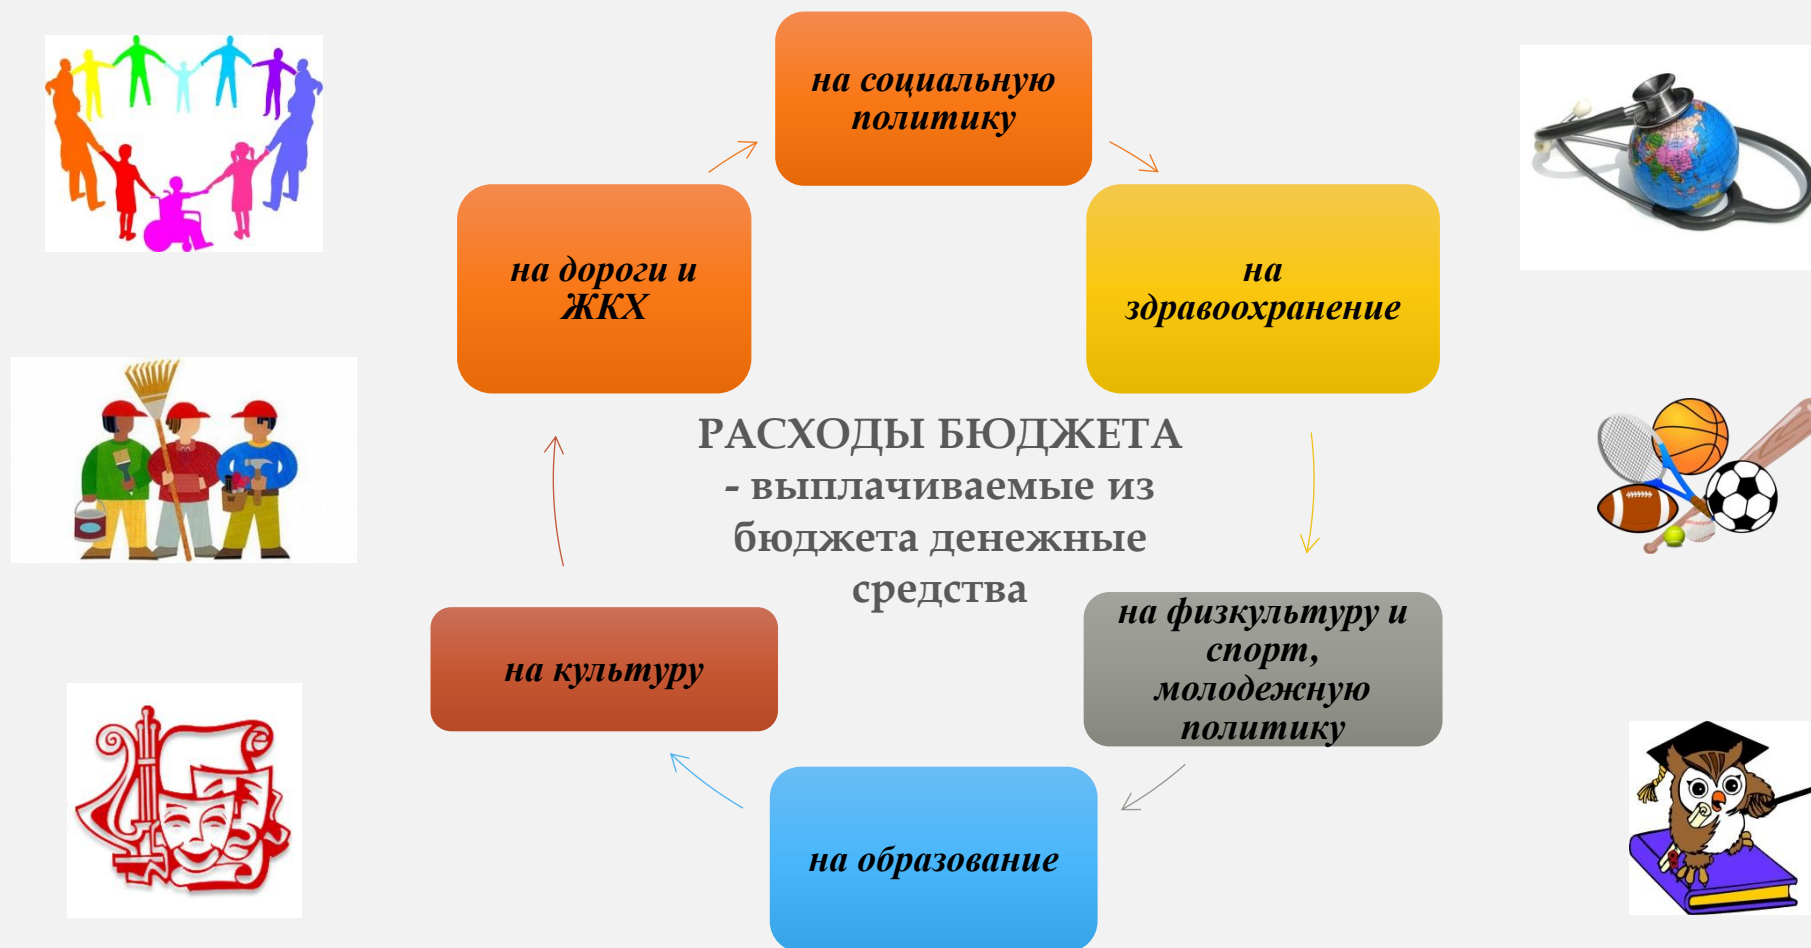 на социальную
политику
на
здравоохранение
на физкультуру и
спорт,
молодежную
политику
на образование
на культуру
на дороги и
ЖКХ
РАСХОДЫ БЮДЖЕТА
- выплачиваемые из
бюджета денежные
средства